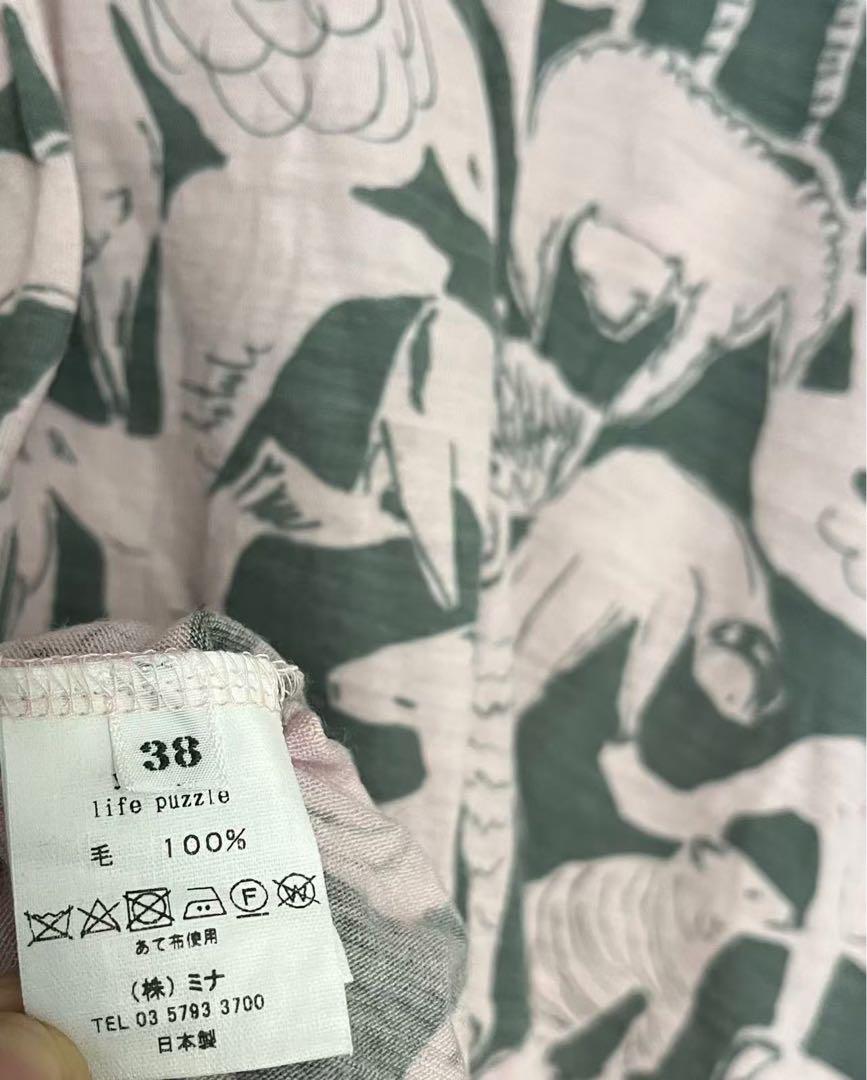 38
life puzzle
毛 100%
F W
あて布使用
(株) ミナ
TEL 03 5793 3700
日本製